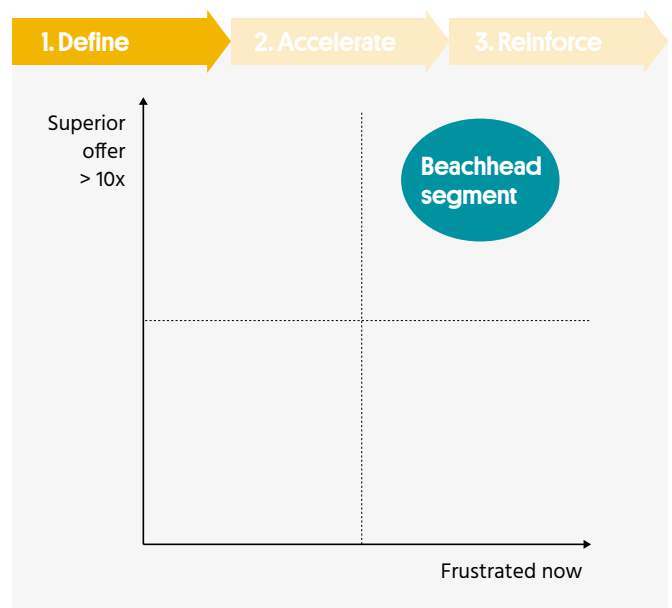 1. Define
2. Accelerate
3. Reinforce
Superior
offer
> 10x
Beachhead
segment
Frustrated now